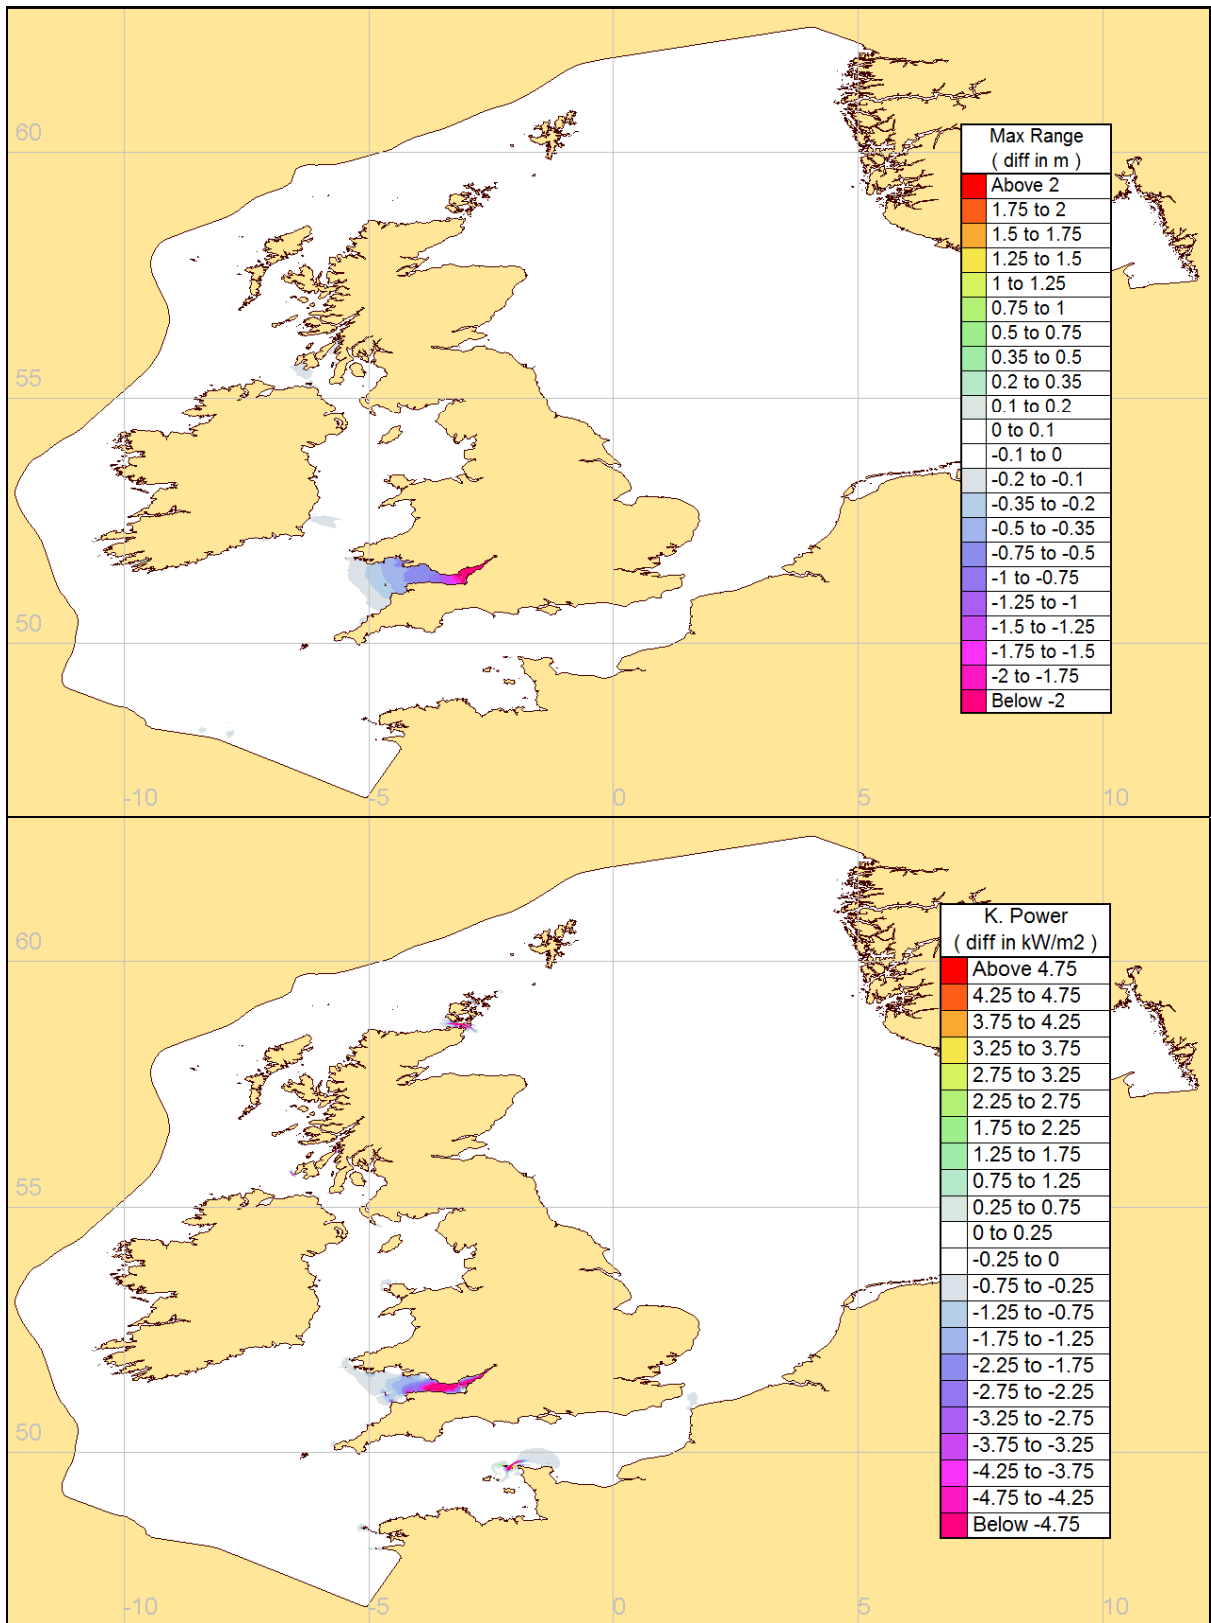 60
55
50
-10
-5
0
5
10
Max Range
( diff in m )
Above 2
1.75 to 2
1.5 to 1.75
1.25 to 1.5
1 to 1.25
0.75 to 1
0.5 to 0.75
0.35 to 0.5
0.2 to 0.35
0.1 to 0.2
0 to 0.1
-0.1 to 0
-0.2 to -0.1
-0.35 to -0.2
-0.5 to -0.35
-0.75 to -0.5
-1 to -0.75
-1.25 to -1
-1.5 to -1.25
-1.75 to -1.5
-2 to -1.75
Below -2
60
55
50
-10
-5
0
5
10
K. Power
( diff in kW/m2 )
Above 4.75
4.25 to 4.75
3.75 to 4.25
3.25 to 3.75
2.75 to 3.25
2.25 to 2.75
1.75 to 2.25
1.25 to 1.75
0.75 to 1.25
0.25 to 0.75
0 to 0.25
-0.25 to 0
-0.75 to -0.25
-1.25 to -0.75
-1.75 to -1.25
-2.25 to -1.75
-2.75 to -2.25
-3.25 to -2.75
-3.75 to -3.25
-4.25 to -3.75
-4.75 to -4.25
Below -4.75